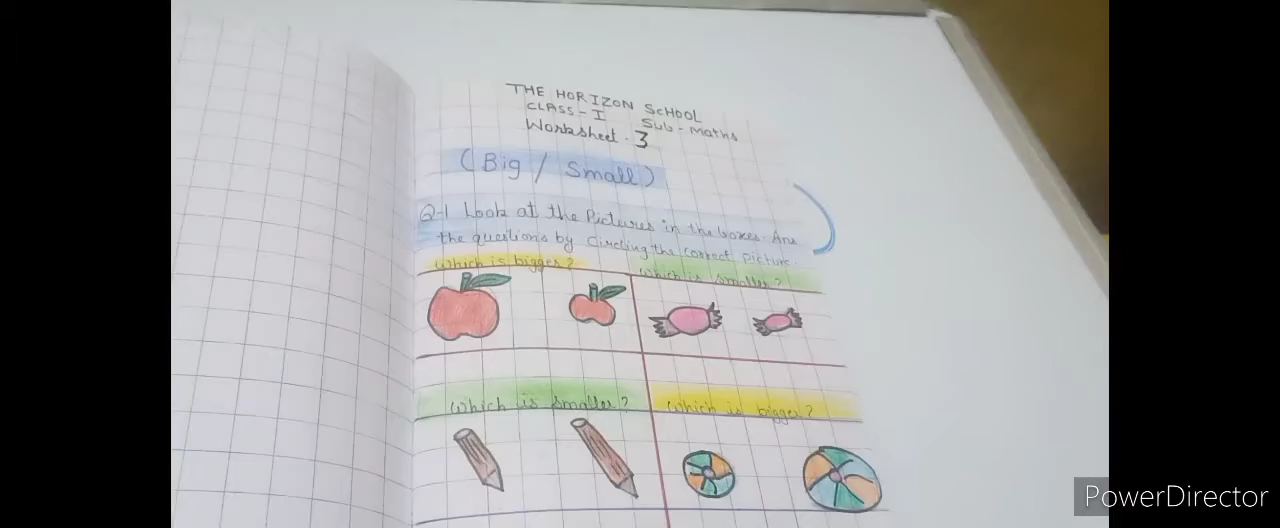 THE HORIZON SCHOOL
CLASS-I Sub-maths
Worksheet.3
(Big / Small)
Q-1 Look at the Pictures in the boxes. Ans
the questions by Circling the correct picture.
Which is bigger?
Which is smaller?
Which is smaller?
Which is bigger?
PowerDirector